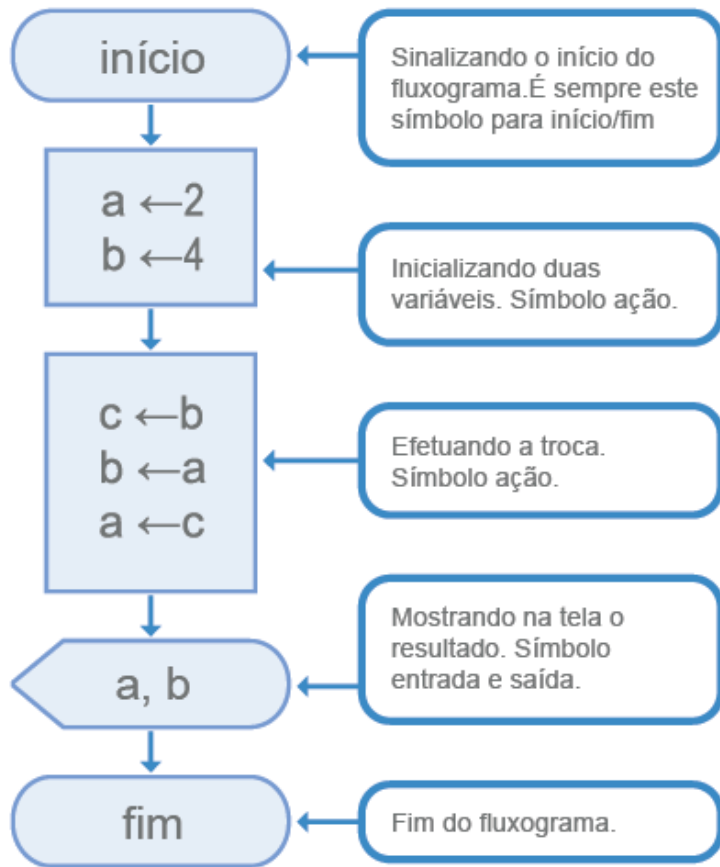 início
Sinalizando o início do
fluxograma.É sempre este
símbolo para início/fim
a ←2
b ←4
Inicializando duas
variáveis. Símbolo ação.
c ←b
b ←a
a ←c
Efetuando a troca.
Símbolo ação.
Mostrando na tela o
resultado. Símbolo
entrada e saída.
a, b
fim
Fim do fluxograma.